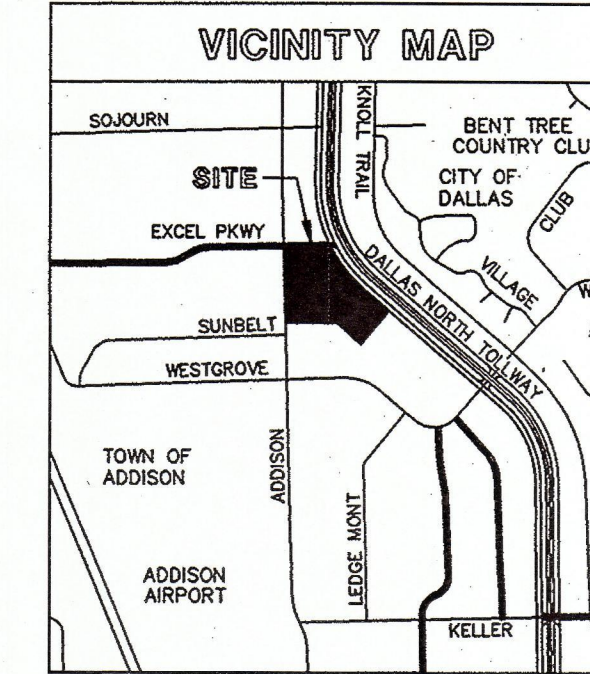 VICINITY MAP
SOJOURN
KNOLL TRAIL
BENT TREE
COUNTRY CLU
SITE
CITY OF
DALLAS
CLUB
EXCEL PKWY
DALLAS NORTH TOLLWAY
VILLAGE
W
SUNBELT
WESTGROVE
TOWN OF
ADDISON
ADDISON
LEDGE MONT
ADDISON
AIRPORT
KELLER